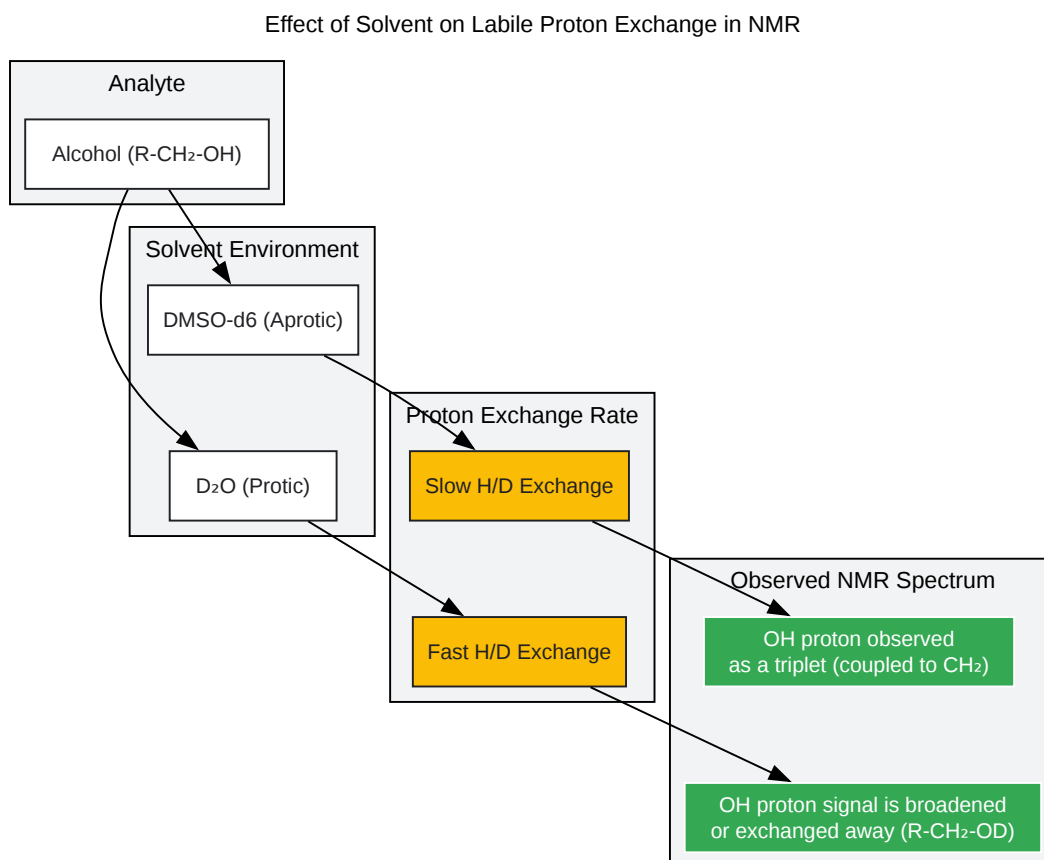 Effect of Solvent on Labile Proton Exchange in NMR
Analyte
Alcohol (R-CH₂-OH)
Solvent Environment
DMSO-d6 (Aprotic)
D₂O (Protic)
Proton Exchange Rate
Slow H/D Exchange
Fast H/D Exchange
Observed NMR Spectrum
OH proton observed
as a triplet (coupled to CH₂)
OH proton signal is broadened
or exchanged away (R-CH₂-OD)